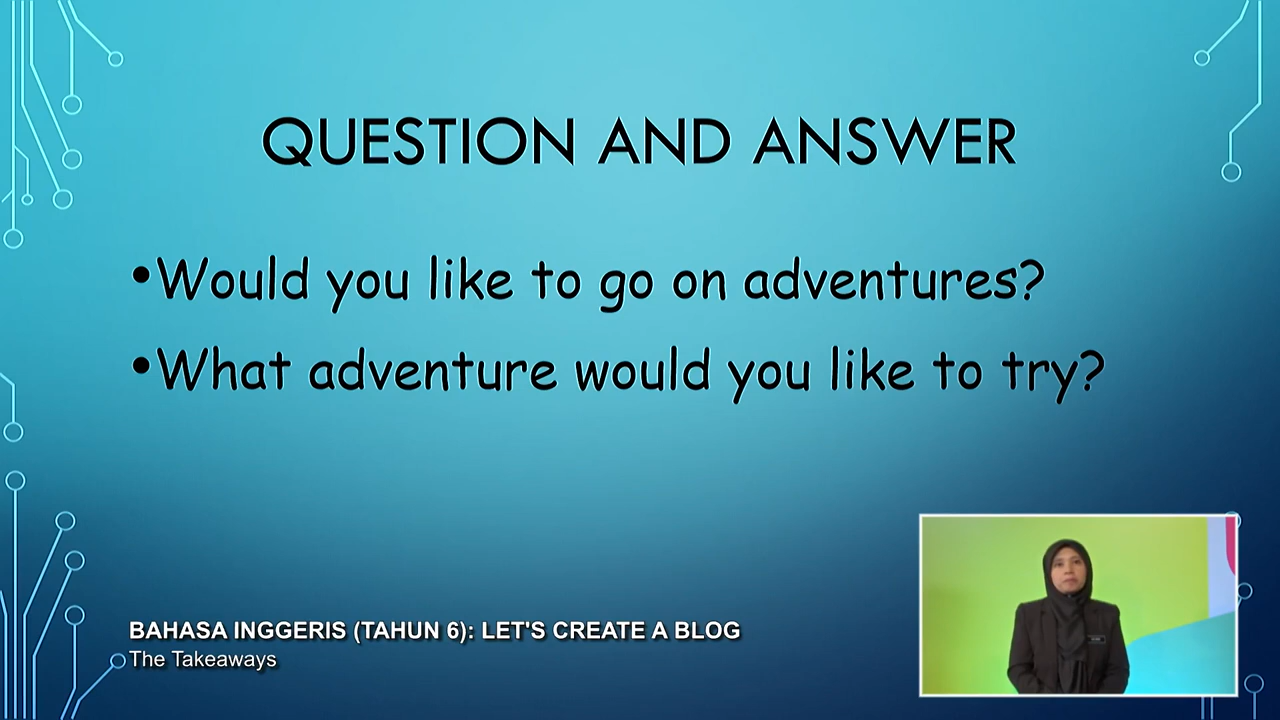 QUESTION AND ANSWER
•Would you like to go on adventures?
•What adventure would you like to try?
BAHASA INGGERIS (TAHUN 6): LET'S CREATE A BLOG
The Takeaways